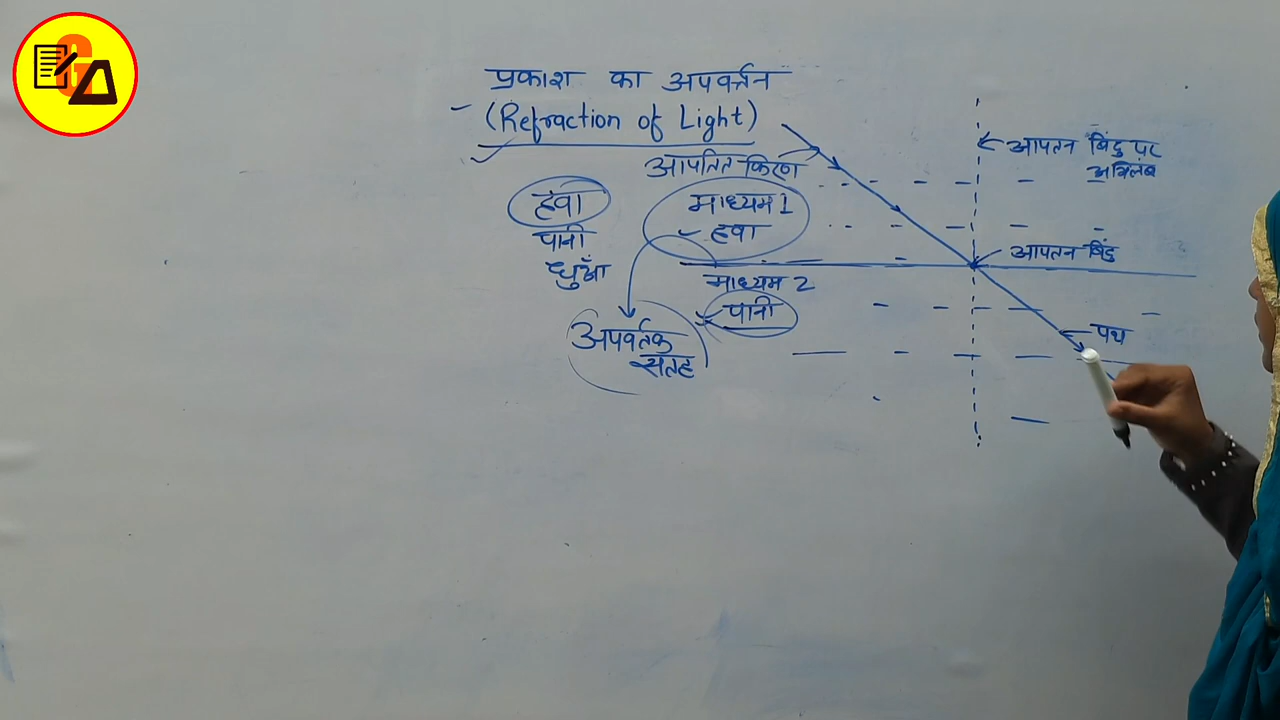 प्रकाश का अपवर्तन
(Refraction of Light)
आपतित किरण
आपतन बिंदु पर
अभिलंब
हवा
पानी
धुआँ
माध्यम 1
हवा
आपतन बिंदु
माध्यम 2
पानी
अपवर्तक
सतह
पथ